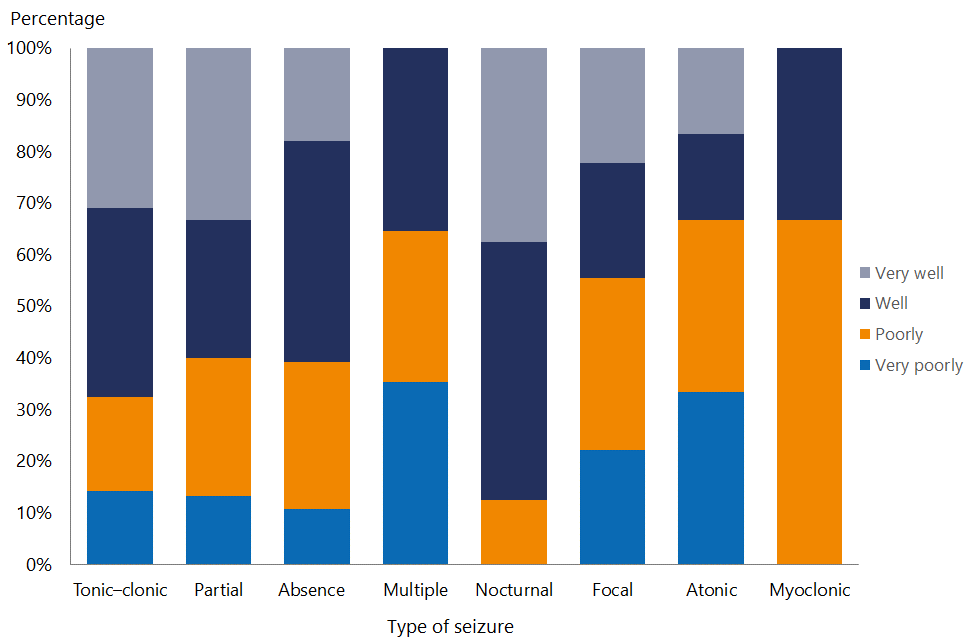 Percentage
100%
90%
80%
70%
60%
50%
40%
30%
20%
10%
0%
Very well
Well
Poorly
Very poorly
Tonic–clonic Partial Absence Multiple Nocturnal Focal Atonic Myoclonic
Type of seizure